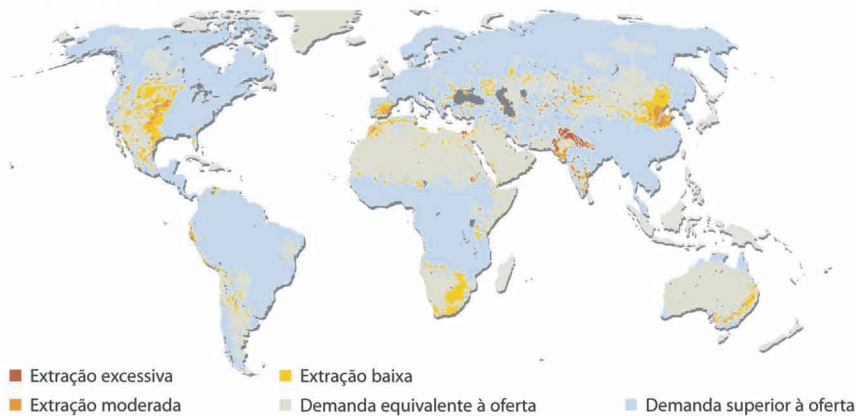 Extração excessiva
Extração baixa
Extração moderada
Demanda equivalente à oferta
Demanda superior à oferta